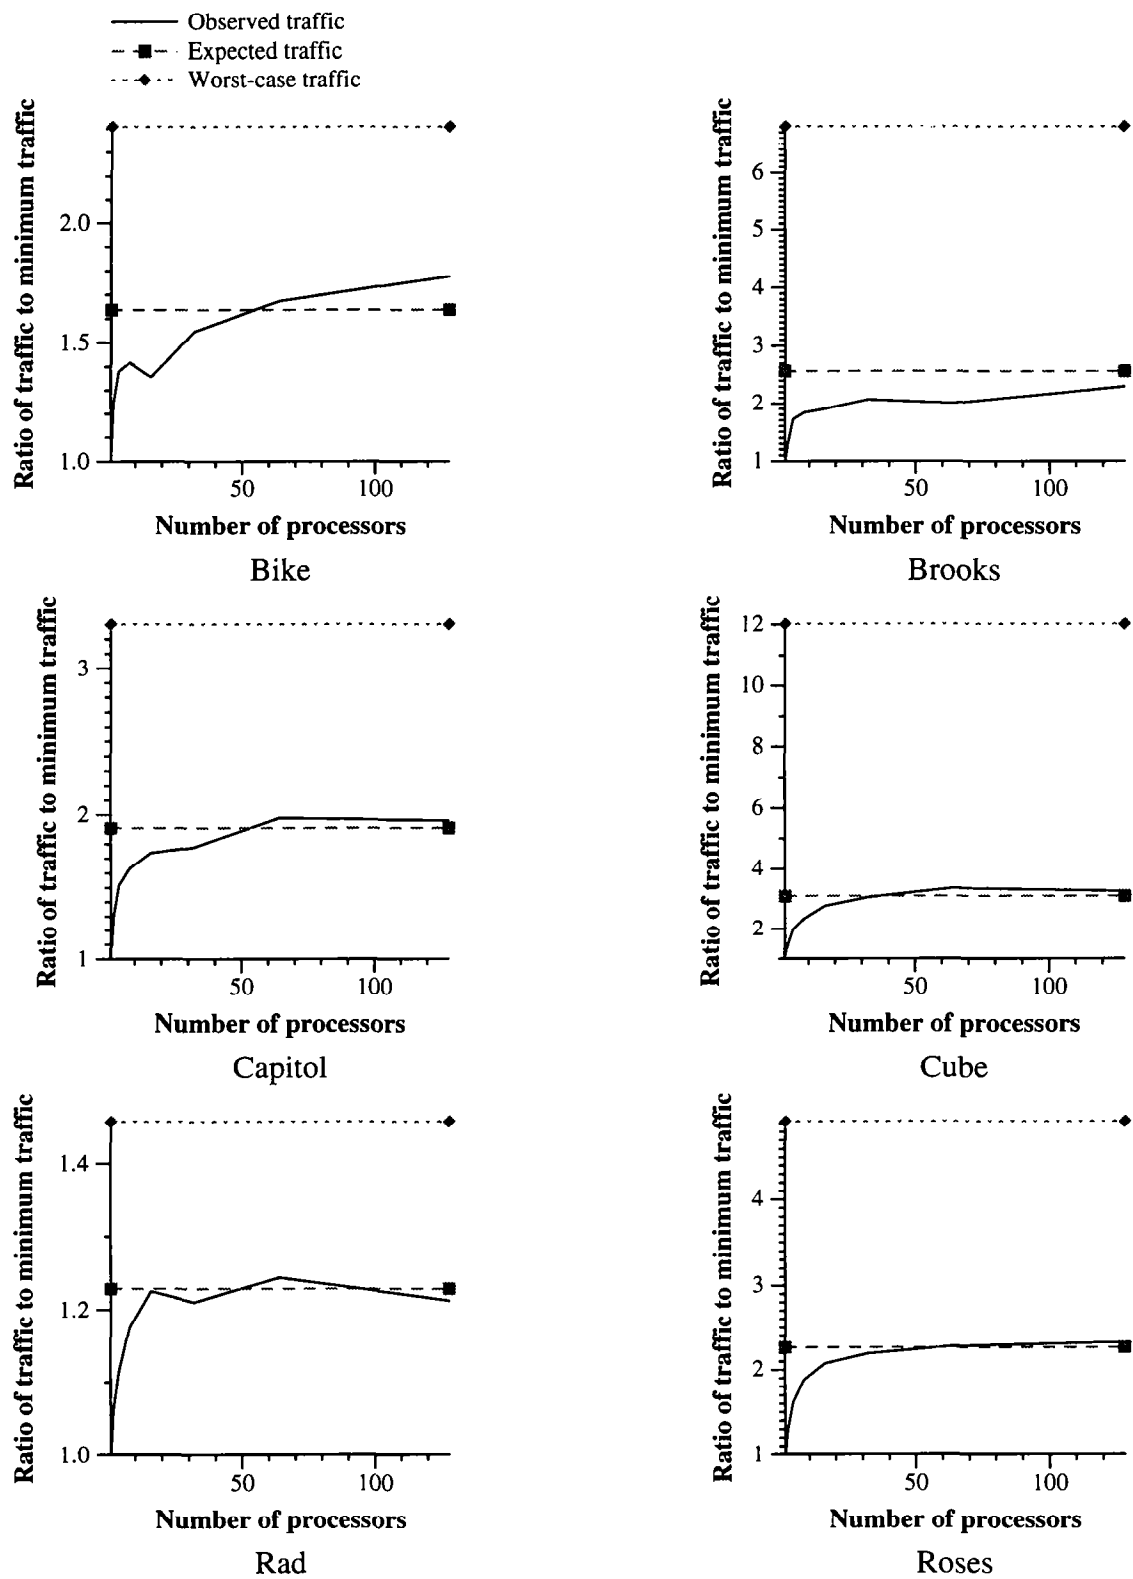 Observed traffic
Expected traffic
Worst-case traffic
Ratio of traffic to minimum traffic
2.0
1.5
1.0
50
100
Number of processors
Bike
Ratio of traffic to minimum traffic
6
5
4
3
2
1
50
100
Number of processors
Brooks
Ratio of traffic to minimum traffic
3
2
1
50
100
Number of processors
Capitol
Ratio of traffic to minimum traffic
12
10
8
6
4
2
50
100
Number of processors
Cube
Ratio of traffic to minimum traffic
1.4
1.2
1.0
50
100
Number of processors
Rad
Ratio of traffic to minimum traffic
4
3
2
1
50
100
Number of processors
Roses